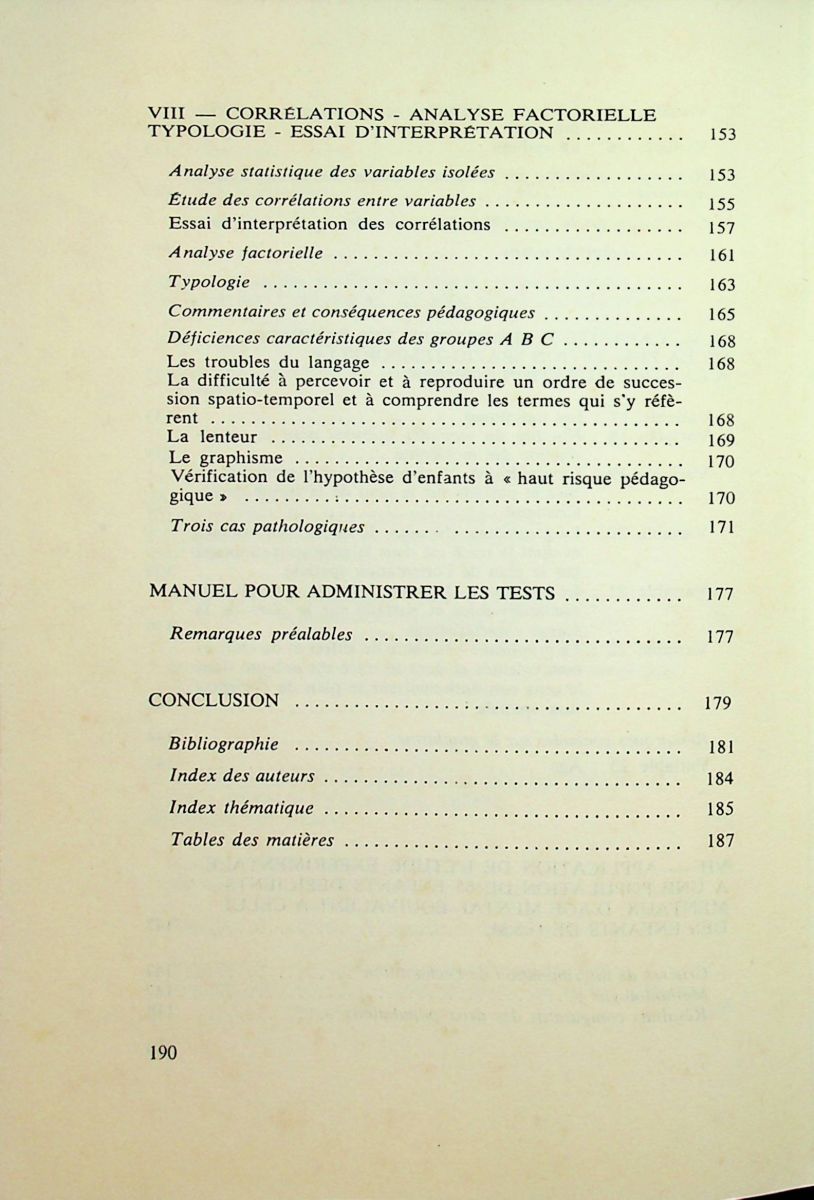 VIII — CORRÉLATIONS - ANALYSE FACTORIELLE
TYPOLOGIE - ESSAI D'INTERPRÉTATION ............ 153
Analyse statistique des variables isolées .................. 153
Étude des corrélations entre variables .................... 155
Essai d'interprétation des corrélations .................. 157
Analyse factorielle ................................... 161
Typologie .......................................... 163
Commentaires et conséquences pédagogiques .............. 165
Déficiences caractéristiques des groupes A B C ............ 168
Les troubles du langage .............................. 168
La difficulté à percevoir et à reproduire un ordre de succes-
sion spatio-temporel et à comprendre les termes qui s'y réfè-
rent ............................................... 168
La lenteur ......................................... 169
Le graphisme ....................................... 170
Vérification de l'hypothèse d'enfants à « haut risque pédago-
gique » ............................................ 170
Trois cas pathologiques .............................. 171
MANUEL POUR ADMINISTRER LES TESTS ............ 177
Remarques préalables ................................ 177
CONCLUSION ....................................... 179
Bibliographie ....................................... 181
Index des auteurs .................................... 184
Index thématique .................................... 185
Tables des matières .................................. 187
190